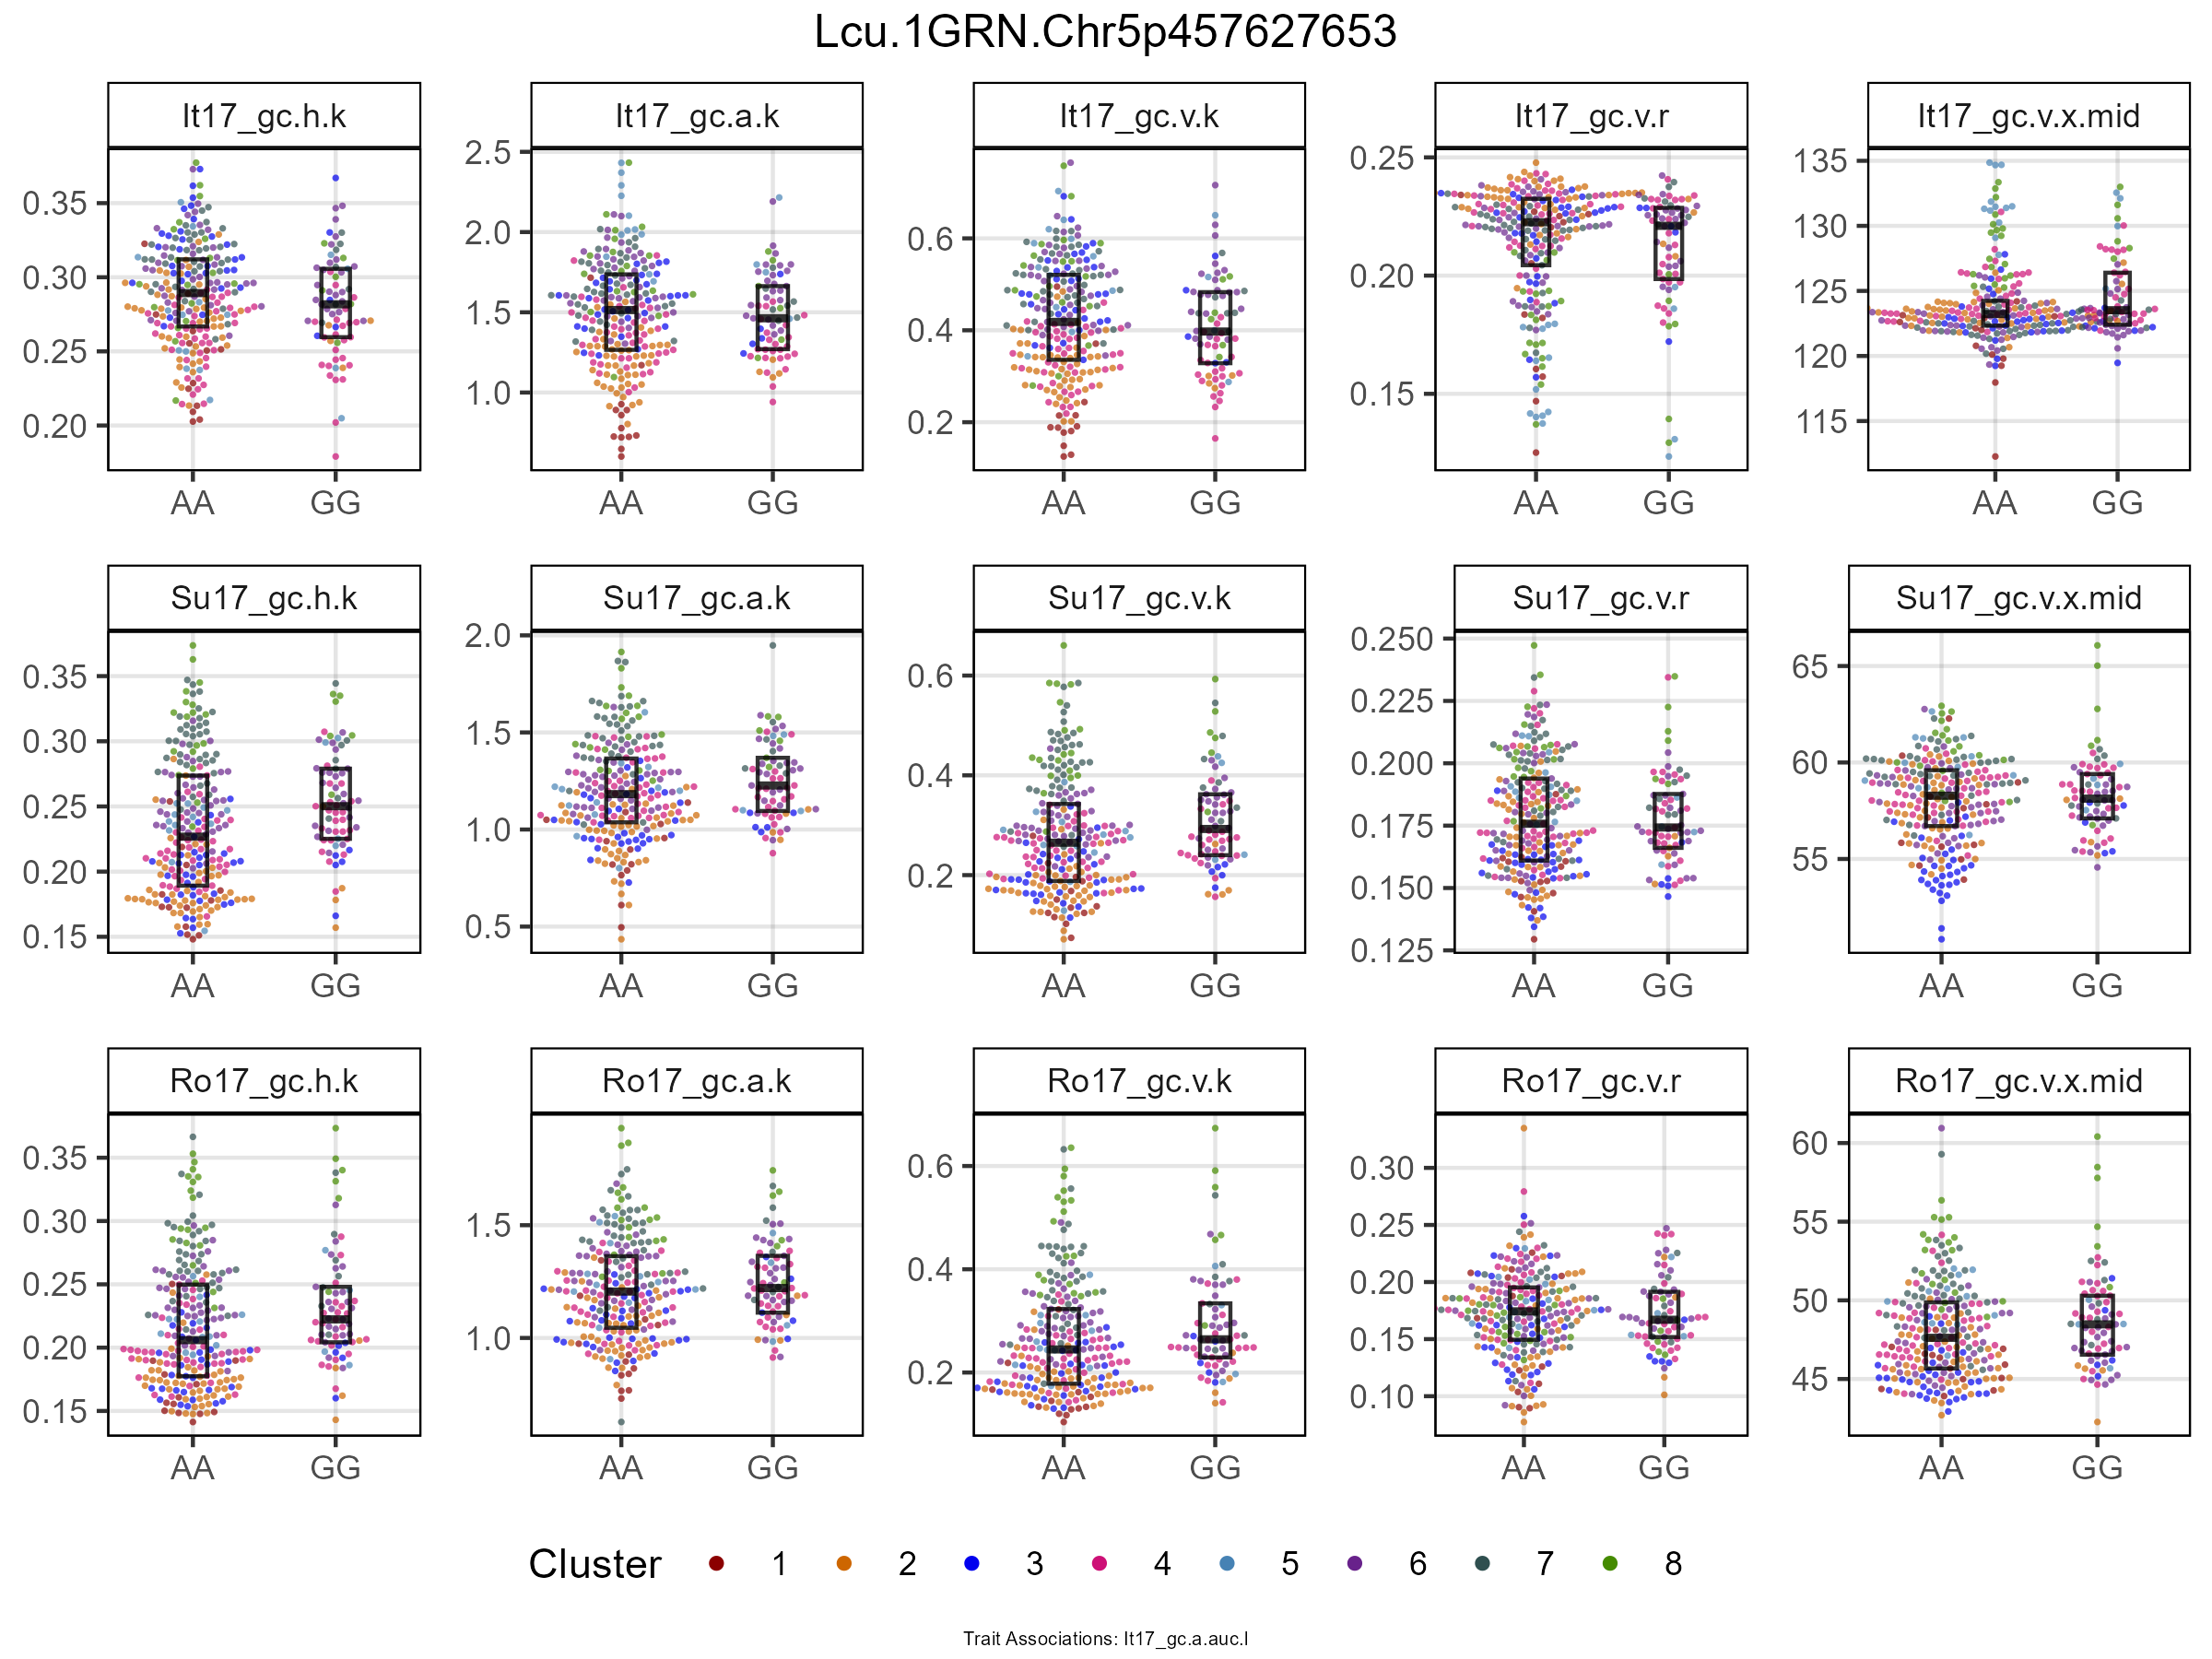 Lcu.1GRN.Chr5p457627653
It17_gc.h.k It17_gc.a.k It17_gc.v.k It17_gc.v.r It17_gc.v.x.mid
0.35 0.30 0.25 0.20
2.5 2.0 1.5 1.0
0.6 0.4 0.2
0.25 0.20 0.15
135 130 125 120 115
AA GG AA GG AA GG AA GG AA GG
Su17_gc.h.k Su17_gc.a.k Su17_gc.v.k Su17_gc.v.r Su17_gc.v.x.mid
0.35 0.30 0.25 0.20 0.15
2.0 1.5 1.0 0.5
0.6 0.4 0.2
0.250 0.225 0.200 0.175 0.150 0.125
65 60 55
AA GG AA GG AA GG AA GG AA GG
Ro17_gc.h.k Ro17_gc.a.k Ro17_gc.v.k Ro17_gc.v.r Ro17_gc.v.x.mid
0.35 0.30 0.25 0.20 0.15
1.5 1.0
0.6 0.4 0.2
0.30 0.25 0.20 0.15 0.10
60 55 50 45
AA GG AA GG AA GG AA GG AA GG
Cluster 1 2 3 4 5 6 7 8
Trait Associations: It17_gc.a.auc.l